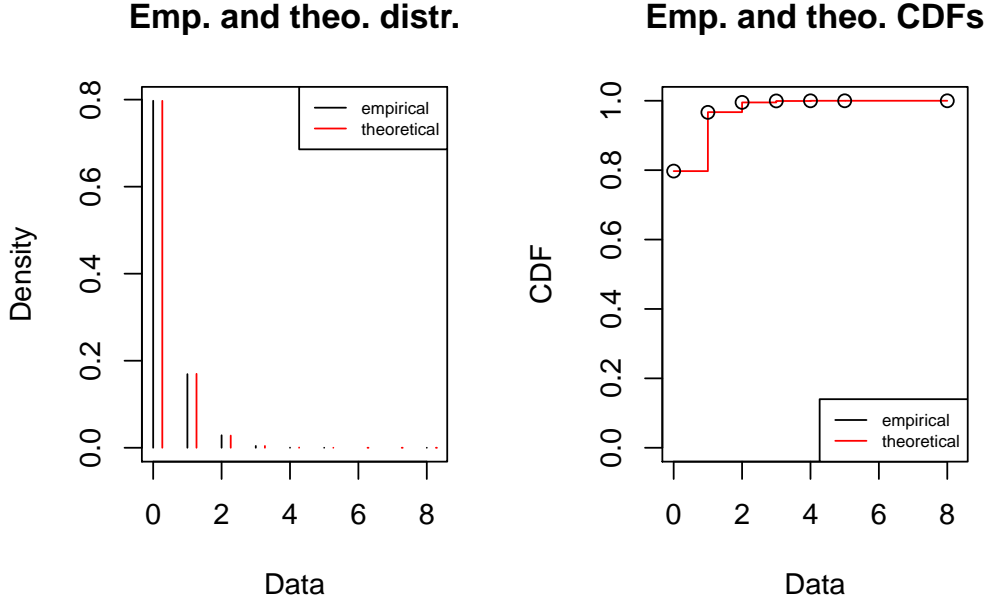 Emp. and theo. distr.
Density
0.0 0.2 0.4 0.6 0.8
empirical
theoretical
0 2 4 6 8
Data
Emp. and theo. CDFs
CDF
0.0 0.2 0.4 0.6 0.8 1.0
empirical
theoretical
0 2 4 6 8
Data